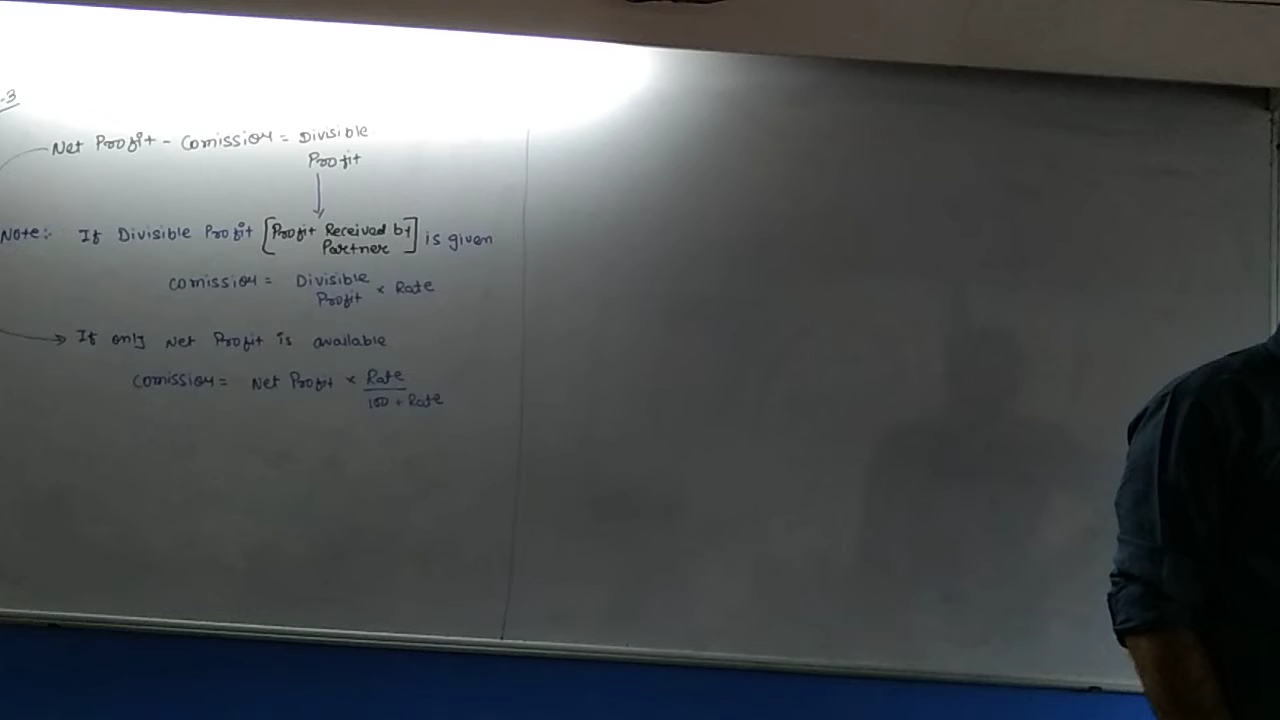 -3
Net Profit - Comission = Divisible
Profit
Note:- If Divisible Profit [Profit Received by
Partner] is given
Comission = Divisible
Profit × Rate
→ If only Net Profit is available
Comission = Net Profit × Rate
100 + Rate